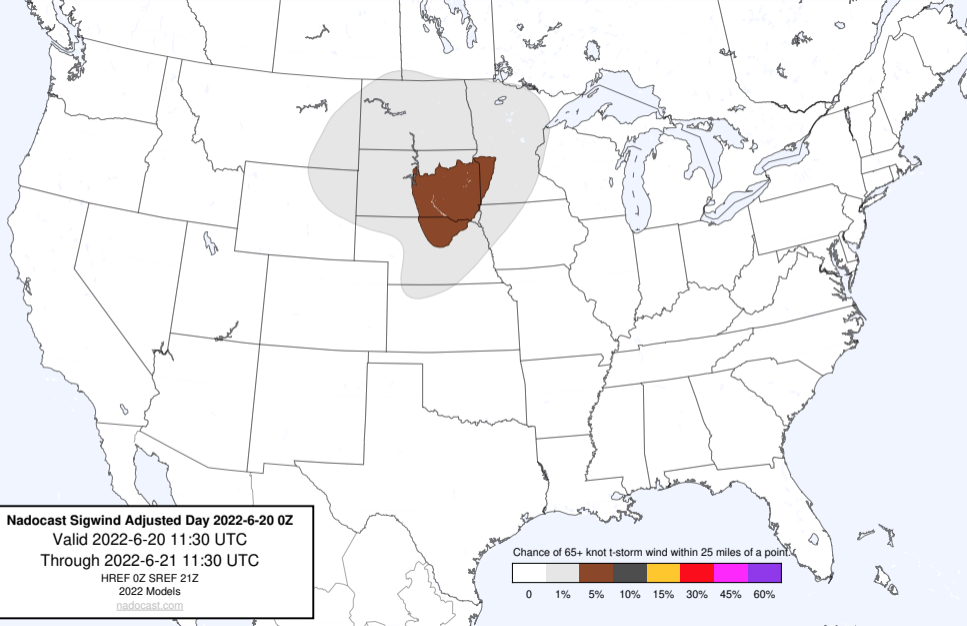 Nadocast Sigwind Adjusted Day 2022-6-20 0Z
Valid 2022-6-20 11:30 UTC
Through 2022-6-21 11:30 UTC
HREF 0Z SREF 21Z
2022 Models
nadocast.com
Chance of 65+ knot t-storm wind within 25 miles of a point.
0 1% 5% 10% 15% 30% 45% 60%